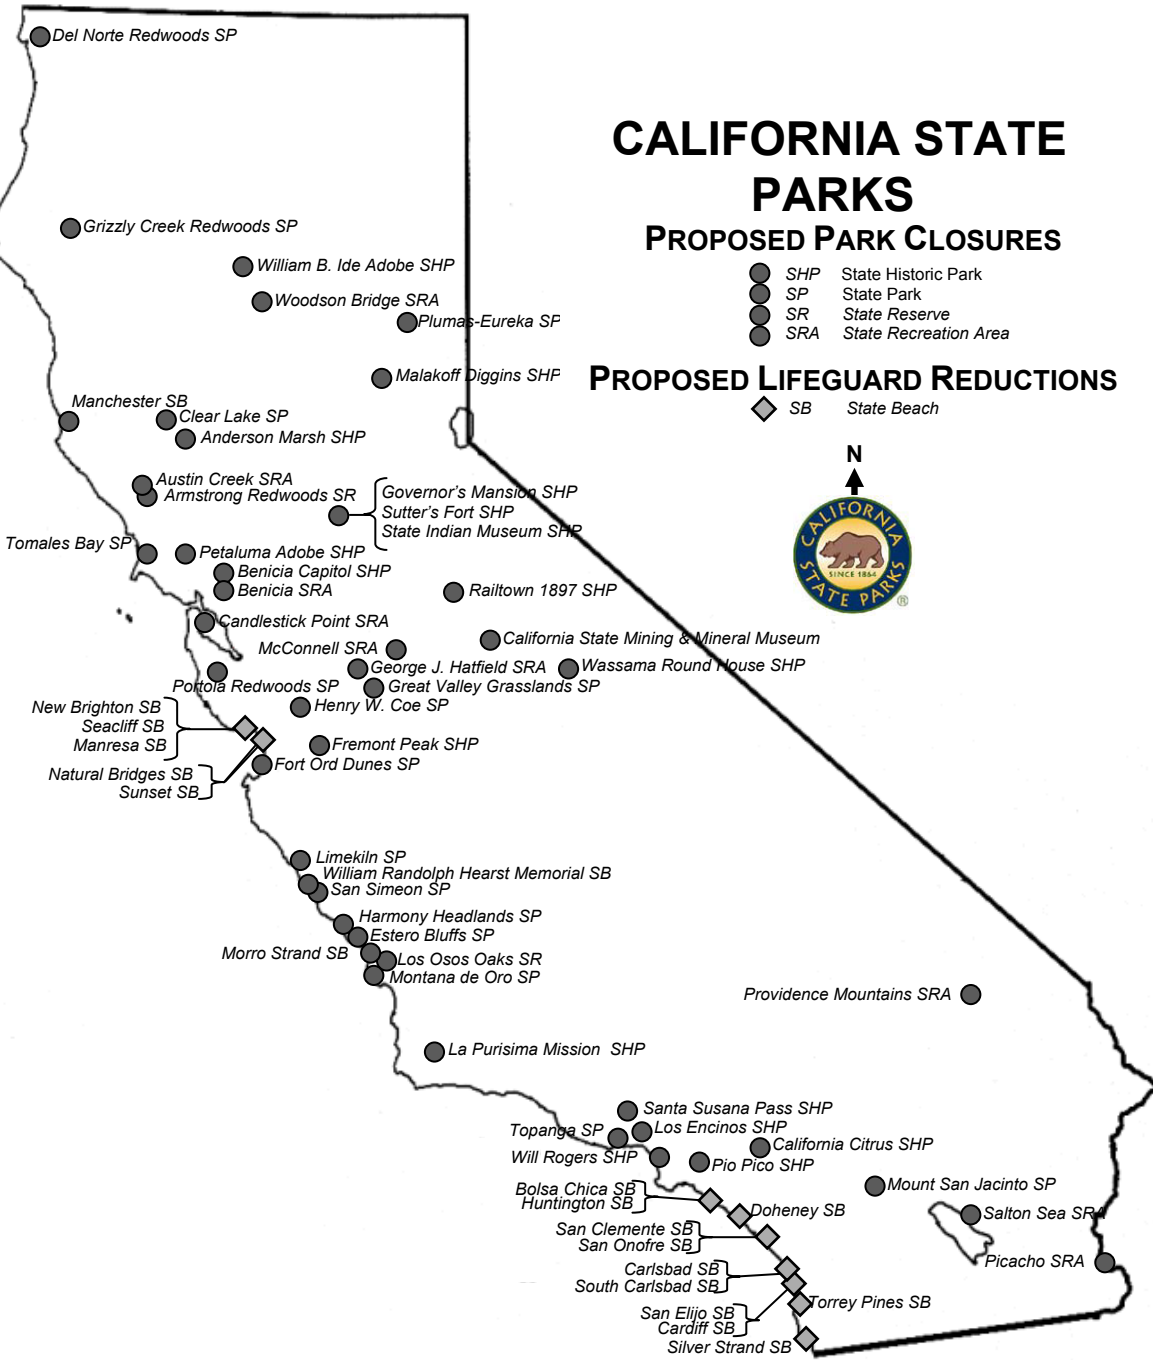 CALIFORNIA STATE
PARKS
PROPOSED PARK CLOSURES
SHP State Historic Park
SP State Park
SR State Reserve
SRA State Recreation Area
PROPOSED LIFEGUARD REDUCTIONS
SB State Beach
N
CALIFORNIA
SINCE 1864
STATE PARKS
®
Del Norte Redwoods SP
Grizzly Creek Redwoods SP
William B. Ide Adobe SHP
Woodson Bridge SRA
Plumas-Eureka SP
Malakoff Diggins SHP
Manchester SB
Clear Lake SP
Anderson Marsh SHP
Austin Creek SRA
Armstrong Redwoods SR
Governor's Mansion SHP
Sutter's Fort SHP
State Indian Museum SHP
Tomales Bay SP
Petaluma Adobe SHP
Benicia Capitol SHP
Benicia SRA
Railtown 1897 SHP
Candlestick Point SRA
California State Mining & Mineral Museum
McConnell SRA
George J. Hatfield SRA
Wassama Round House SHP
Portola Redwoods SP
Great Valley Grasslands SP
Henry W. Coe SP
New Brighton SB
Seacliff SB
Manresa SB
Fremont Peak SHP
Fort Ord Dunes SP
Natural Bridges SB
Sunset SB
Limekiln SP
William Randolph Hearst Memorial SB
San Simeon SP
Harmony Headlands SP
Estero Bluffs SP
Morro Strand SB
Los Osos Oaks SR
Montana de Oro SP
Providence Mountains SRA
La Purisima Mission SHP
Santa Susana Pass SHP
Los Encinos SHP
Topanga SP
California Citrus SHP
Will Rogers SHP
Pio Pico SHP
Mount San Jacinto SP
Bolsa Chica SB
Huntington SB
Doheney SB
Salton Sea SRA
San Clemente SB
San Onofre SB
Picacho SRA
Carlsbad SB
South Carlsbad SB
Torrey Pines SB
San Elijo SB
Cardiff SB
Silver Strand SB